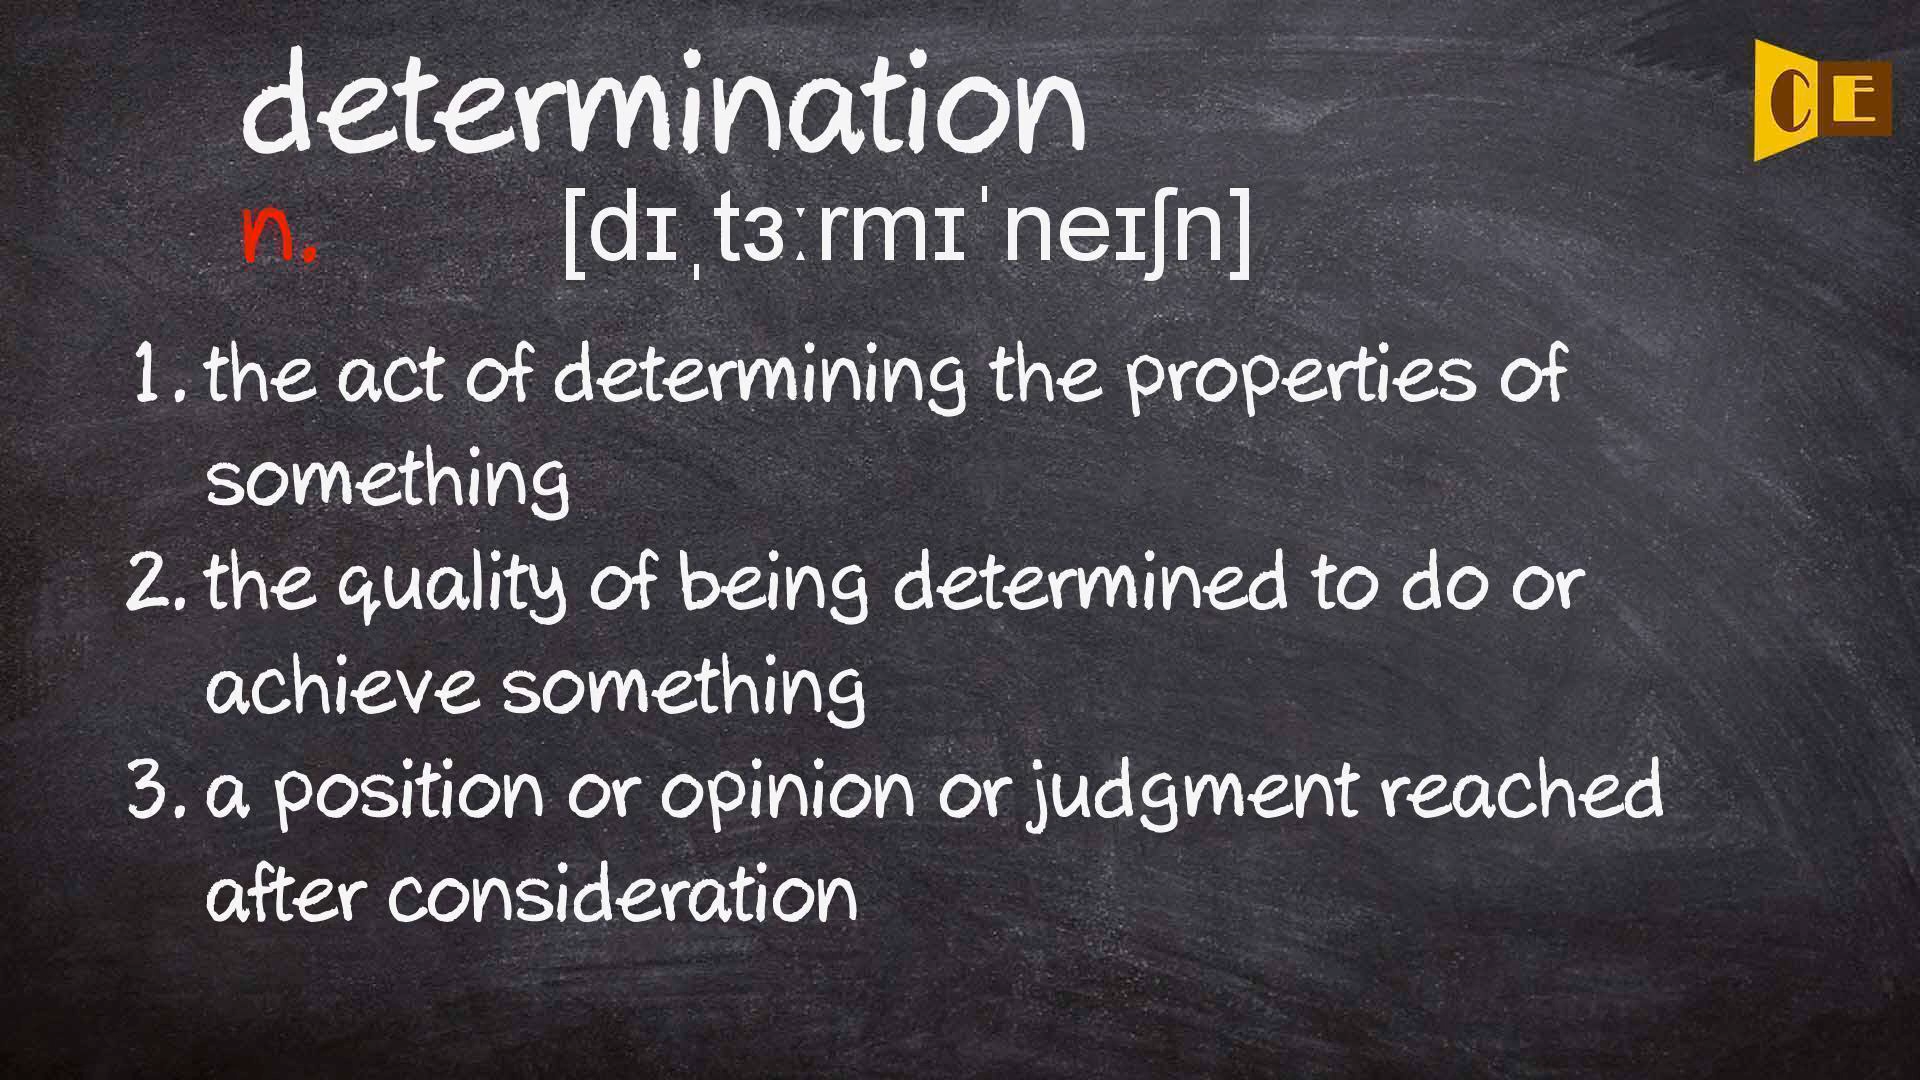 determination
CE
n. [dɪˌtɜːrmɪˈneɪʃn]
1. the act of determining the properties of
something
2. the quality of being determined to do or
achieve something
3. a position or opinion or judgment reached
after consideration